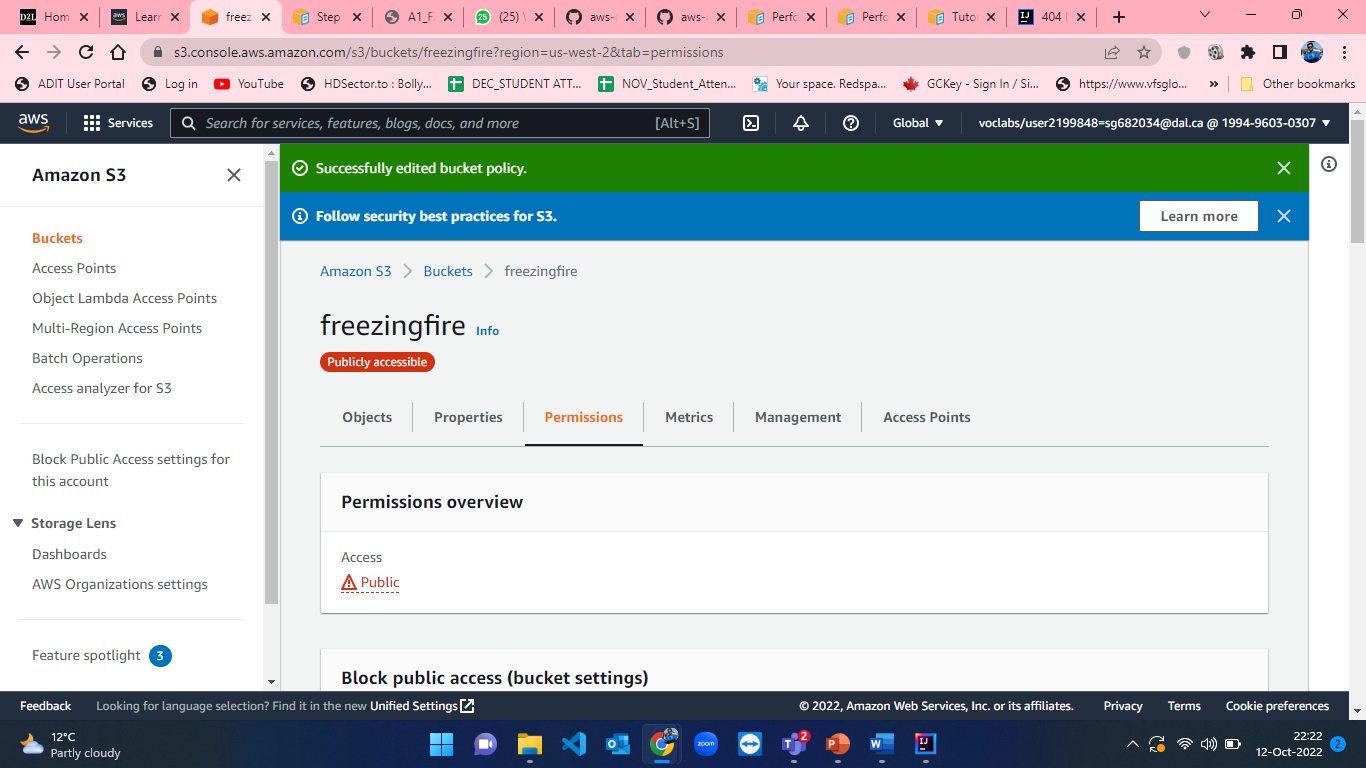 D2L Hom
aws Lear
freez
Step
A1_F
25 (25)
aws-
aws-
Perfo
Perfo
Tuto
404
s3.console.aws.amazon.com/s3/buckets/freezingfire?region=us-west-2&tab=permissions
ADIT User Portal
Log in
YouTube
HDSector.to : Bolly...
DEC_STUDENT ATT...
NOV_Student_Atten...
Your space. Redspa...
GCKey - Sign In / Si...
https://www.vfsglo...
»
Other bookmarks
aws
Services
Search for services, features, blogs, docs, and more [Alt+S]
Global
voclabs/user2199848=sg682034@dal.ca @ 1994-9603-0307
Amazon S3
Buckets
Access Points
Object Lambda Access Points
Multi-Region Access Points
Batch Operations
Access analyzer for S3
Block Public Access settings for
this account
Storage Lens
Dashboards
AWS Organizations settings
Feature spotlight 3
Successfully edited bucket policy.
Follow security best practices for S3.
Learn more
Amazon S3 > Buckets > freezingfire
freezingfire Info
Publicly accessible
Objects
Properties
Permissions
Metrics
Management
Access Points
Permissions overview
Access
Public
Block public access (bucket settings)
Feedback
Looking for language selection? Find it in the new Unified Settings
© 2022, Amazon Web Services, Inc. or its affiliates.
Privacy
Terms
Cookie preferences
12°C
Partly cloudy
zoom
2
22:22
12-Oct-2022
2